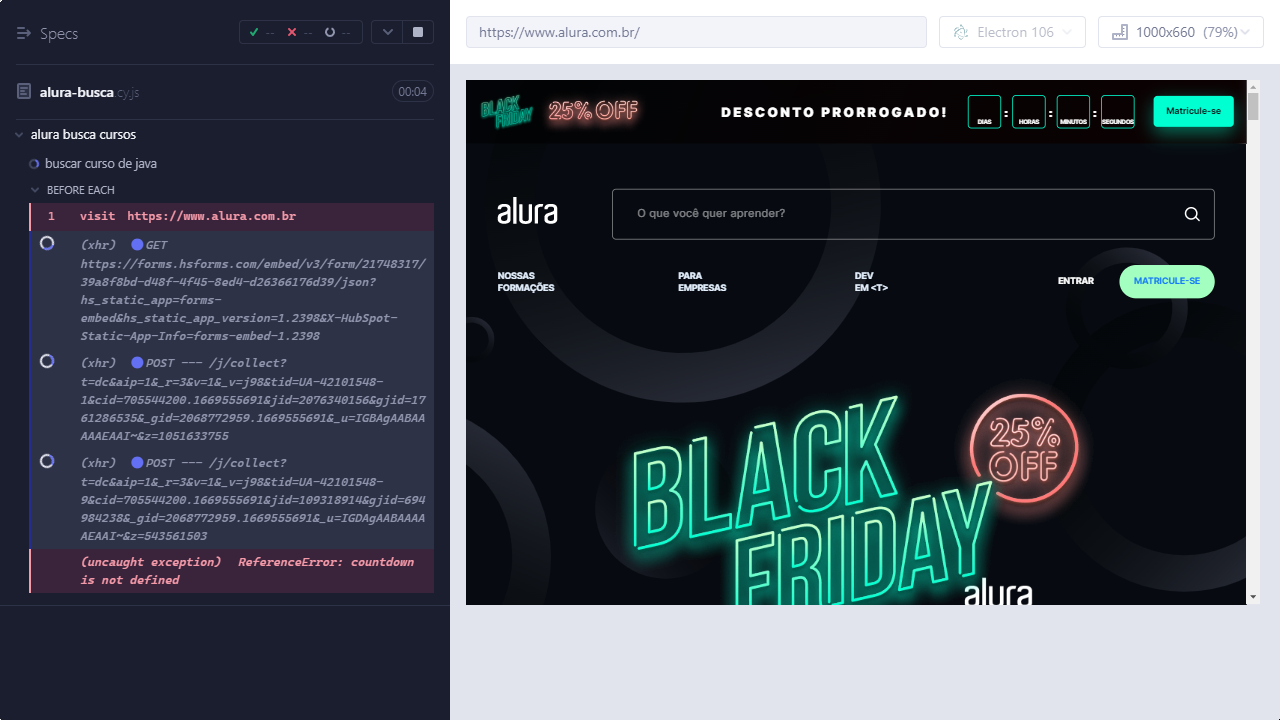 Specs
--
--
--
alura-busca cy.js
00:04
alura busca cursos
buscar curso de java
BEFORE EACH
1 visit https://www.alura.com.br
(xhr) GET
https://forms.hsforms.com/embed/v3/form/21748317/
39a8f8bd-d48f-4f45-8ed4-d26366176d39/json?
hs_static_app=forms-
embed&hs_static_app_version=1.2398&X-HubSpot-
Static-App-Info=forms-embed-1.2398
(xhr) POST --- /j/collect?
t=dc&aip=1&_r=3&v=1&_v=j98&tid=UA-42101548-
1&cid=705544200.1669555691&jid=2076340156&gjid=17
61286535&_gid=2068772959.1669555691&_u=IGBAgAABAA
AAAEAAI~&z=1051633755
(xhr) POST --- /j/collect?
t=dc&aip=1&_r=3&v=1&_v=j98&tid=UA-42101548-
9&cid=705544200.1669555691&jid=109318914&gjid=694
984238&_gid=2068772959.1669555691&_u=IGDAgAABAAAA
AEAAI~&z=543561503
(uncaught exception) ReferenceError: countdown
is not defined
https://www.alura.com.br/
Electron 106
1000x660 (79%)
BLACK
FRIDAY
25% OFF
DESCONTO PRORROGADO!
DIAS : HORAS : MINUTOS : SEGUNDOS
Matricule-se
alura
O que você quer aprender?
NOSSAS
FORMAÇÕES
PARA
EMPRESAS
DEV
EM <T>
ENTRAR
MATRICULE-SE
BLACK
FRIDAY
25%
OFF
alura